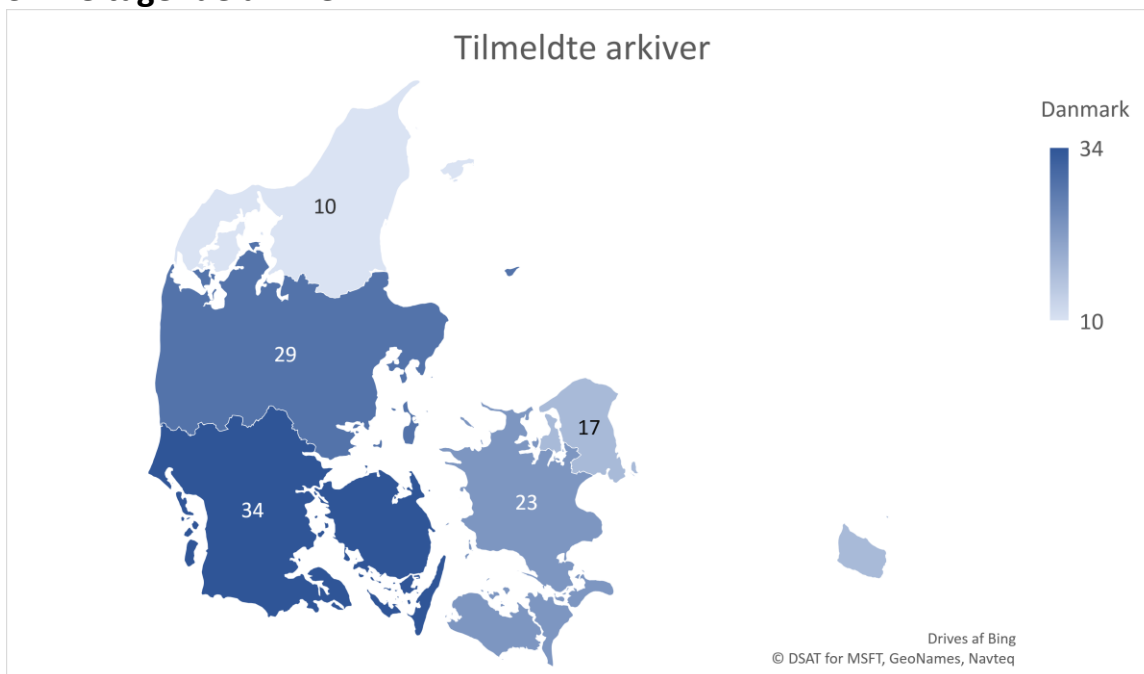 Tilmeldte arkiver
Danmark
34
10
10
29
17
34
23
Drives af Bing
© DSAT for MSFT, GeoNames, Navteq